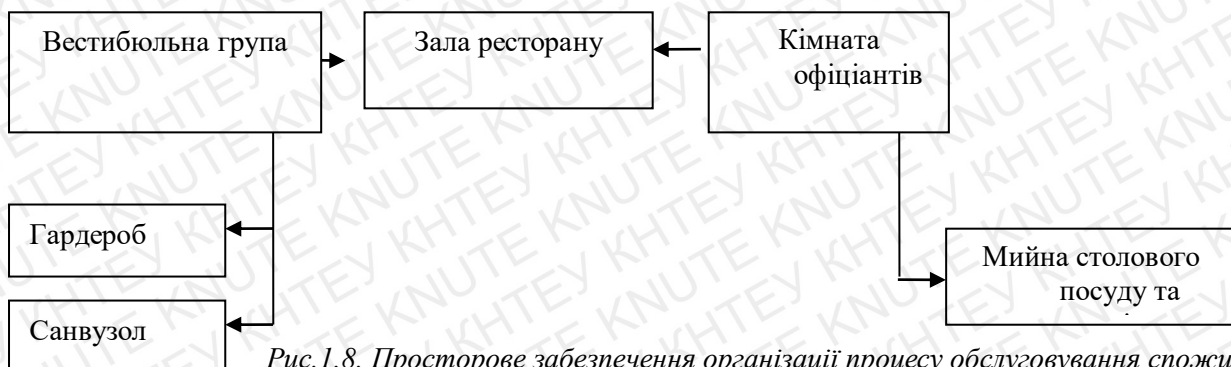 Вестибюльна група
Зала ресторану
Кімната
офіціантів
Гардероб
Мийна столового
посуду та
Санвузол
Рис.1.8. Просторове забезпечення організації процесу обслуговування